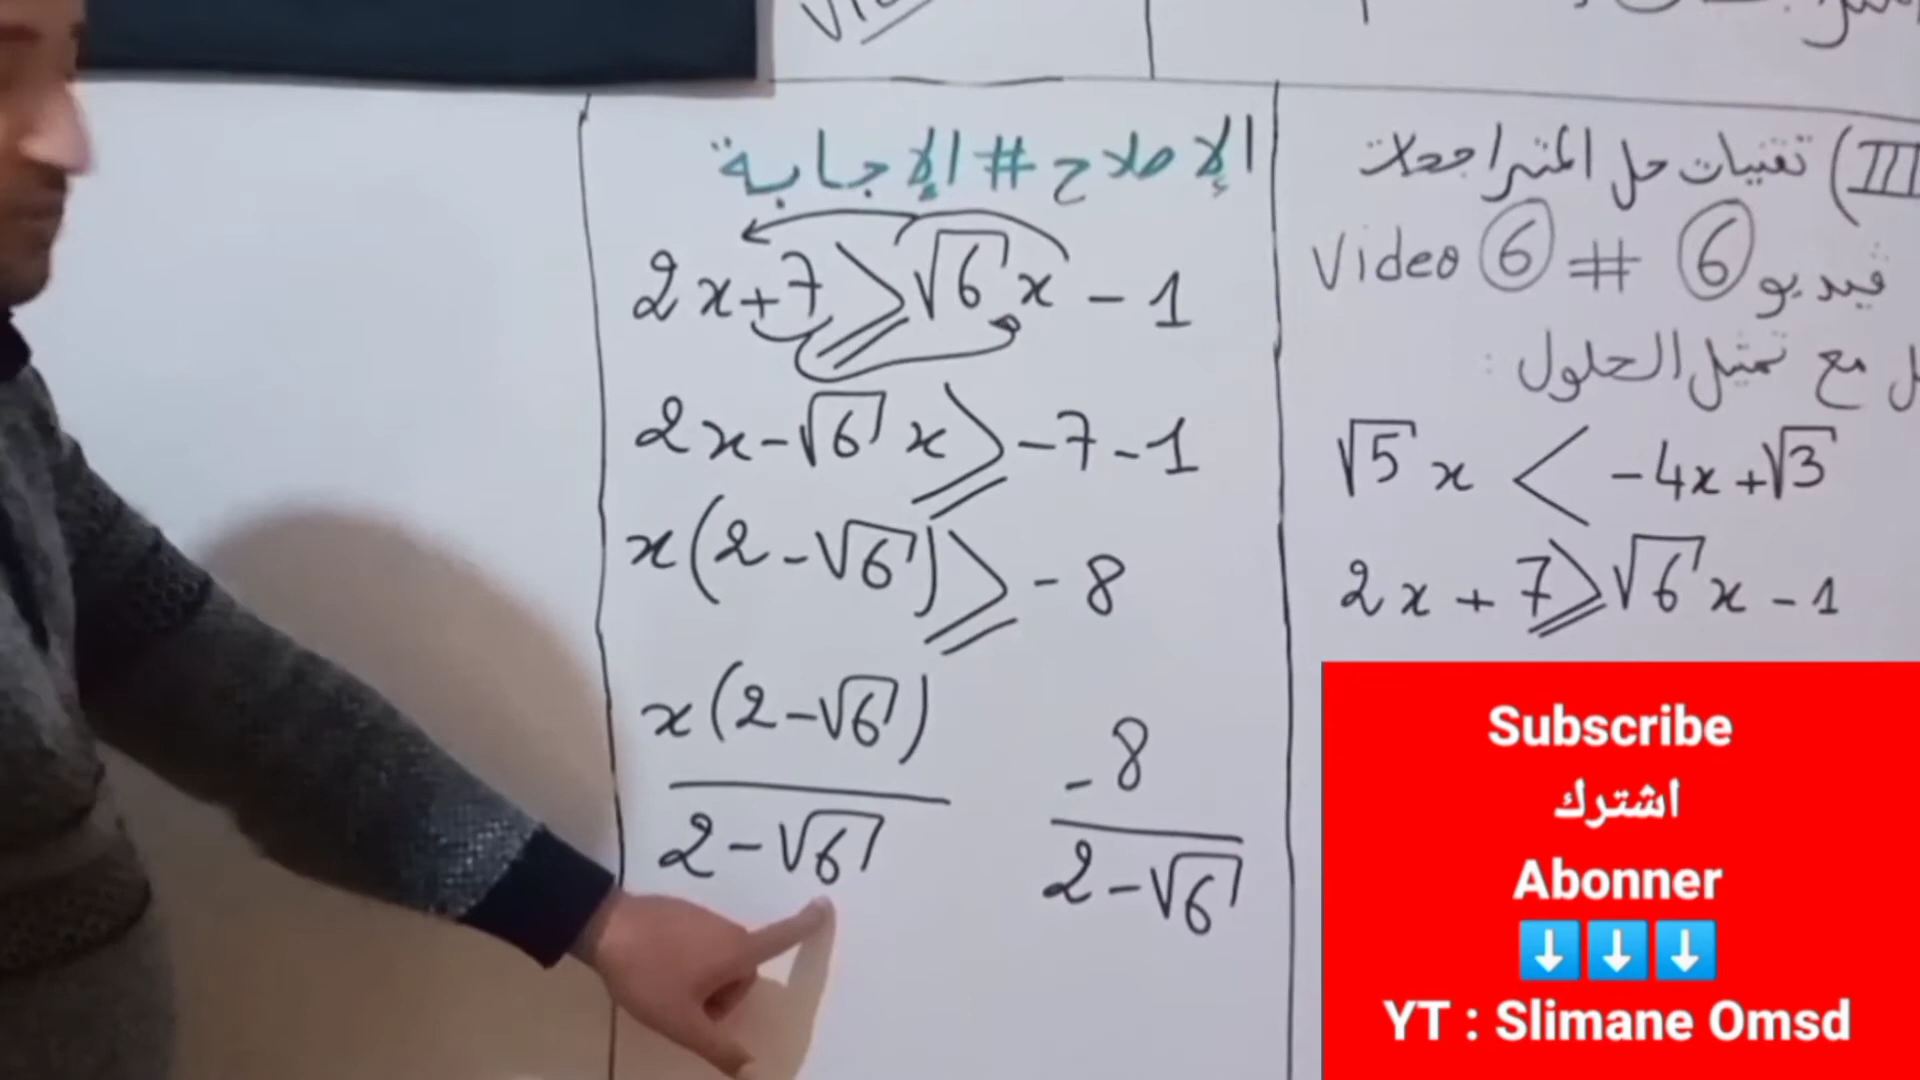 الإصلاح # الإجابة
2x + 7 ⩾ √6 x - 1
2x - √6 x ⩾ -7 - 1
x(2 - √6) ⩾ -8
x(2 - √6) / 2 - √6   -8 / 2 - √6
III) تقنيات حل المتراجحات
فيديو 6 # Video 6
مع تمثيل الحلول :
√5 x < -4x + √3
2x + 7 ⩾ √6 x - 1
Subscribe
اشترك
Abonner
⬇️⬇️⬇️
YT : Slimane Omsd